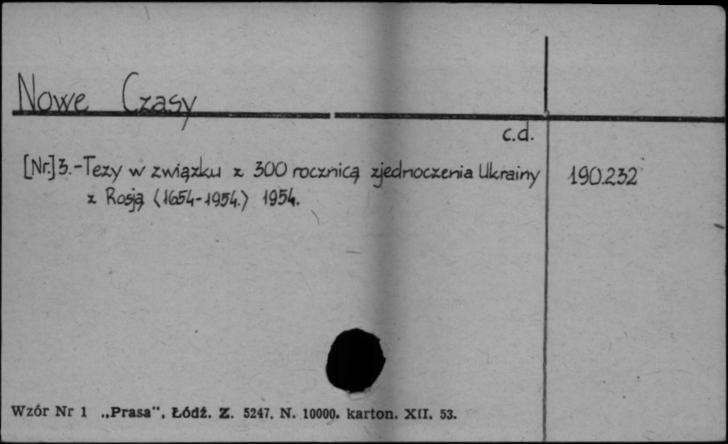 Nowe Czasy
c.d.
[Nr.] 3.-Tezy w związku z 300 rocznicą zjednoczenia Ukrainy 190.232
z Rosją (1654-1954.) 1954.
Wzór Nr 1 „Prasa", Łódź. Z. 5247. N. 10000. karton. XII. 53.